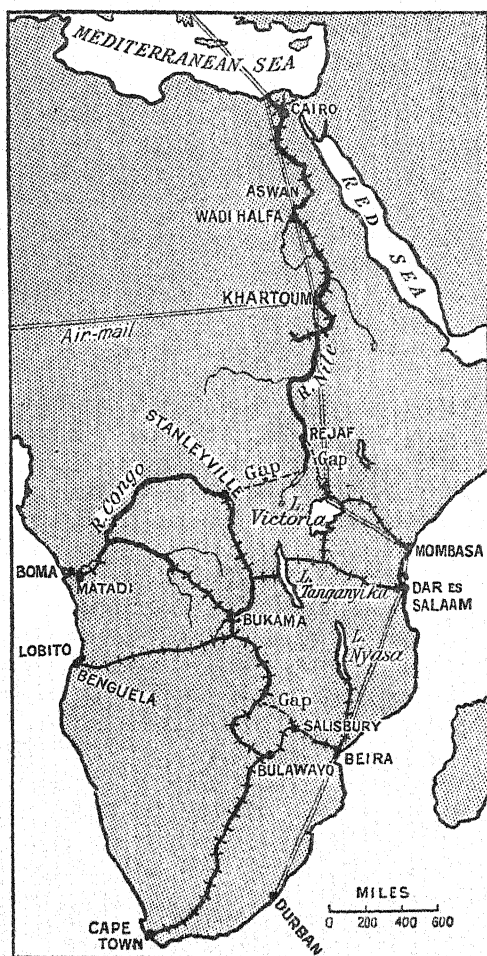 MEDITERRANEAN SEA
CAIRO
RED SEA
ASWAN
WADI HALFA
KHARTOUM
Air-mail
R. Nile
REJAF
STANLEYVILLE
Gap
Gap
R. Congo
L.
Victoria
MOMBASA
BOMA
MATADI
L.
Tanganyika
DAR ES
SALAAM
BUKAMA
LOBITO
L.
Nyasa
BENGUELA
Gap
SALISBURY
BEIRA
BULAWAYO
MILES
0 200 400 600
DURBAN
CAPE
TOWN